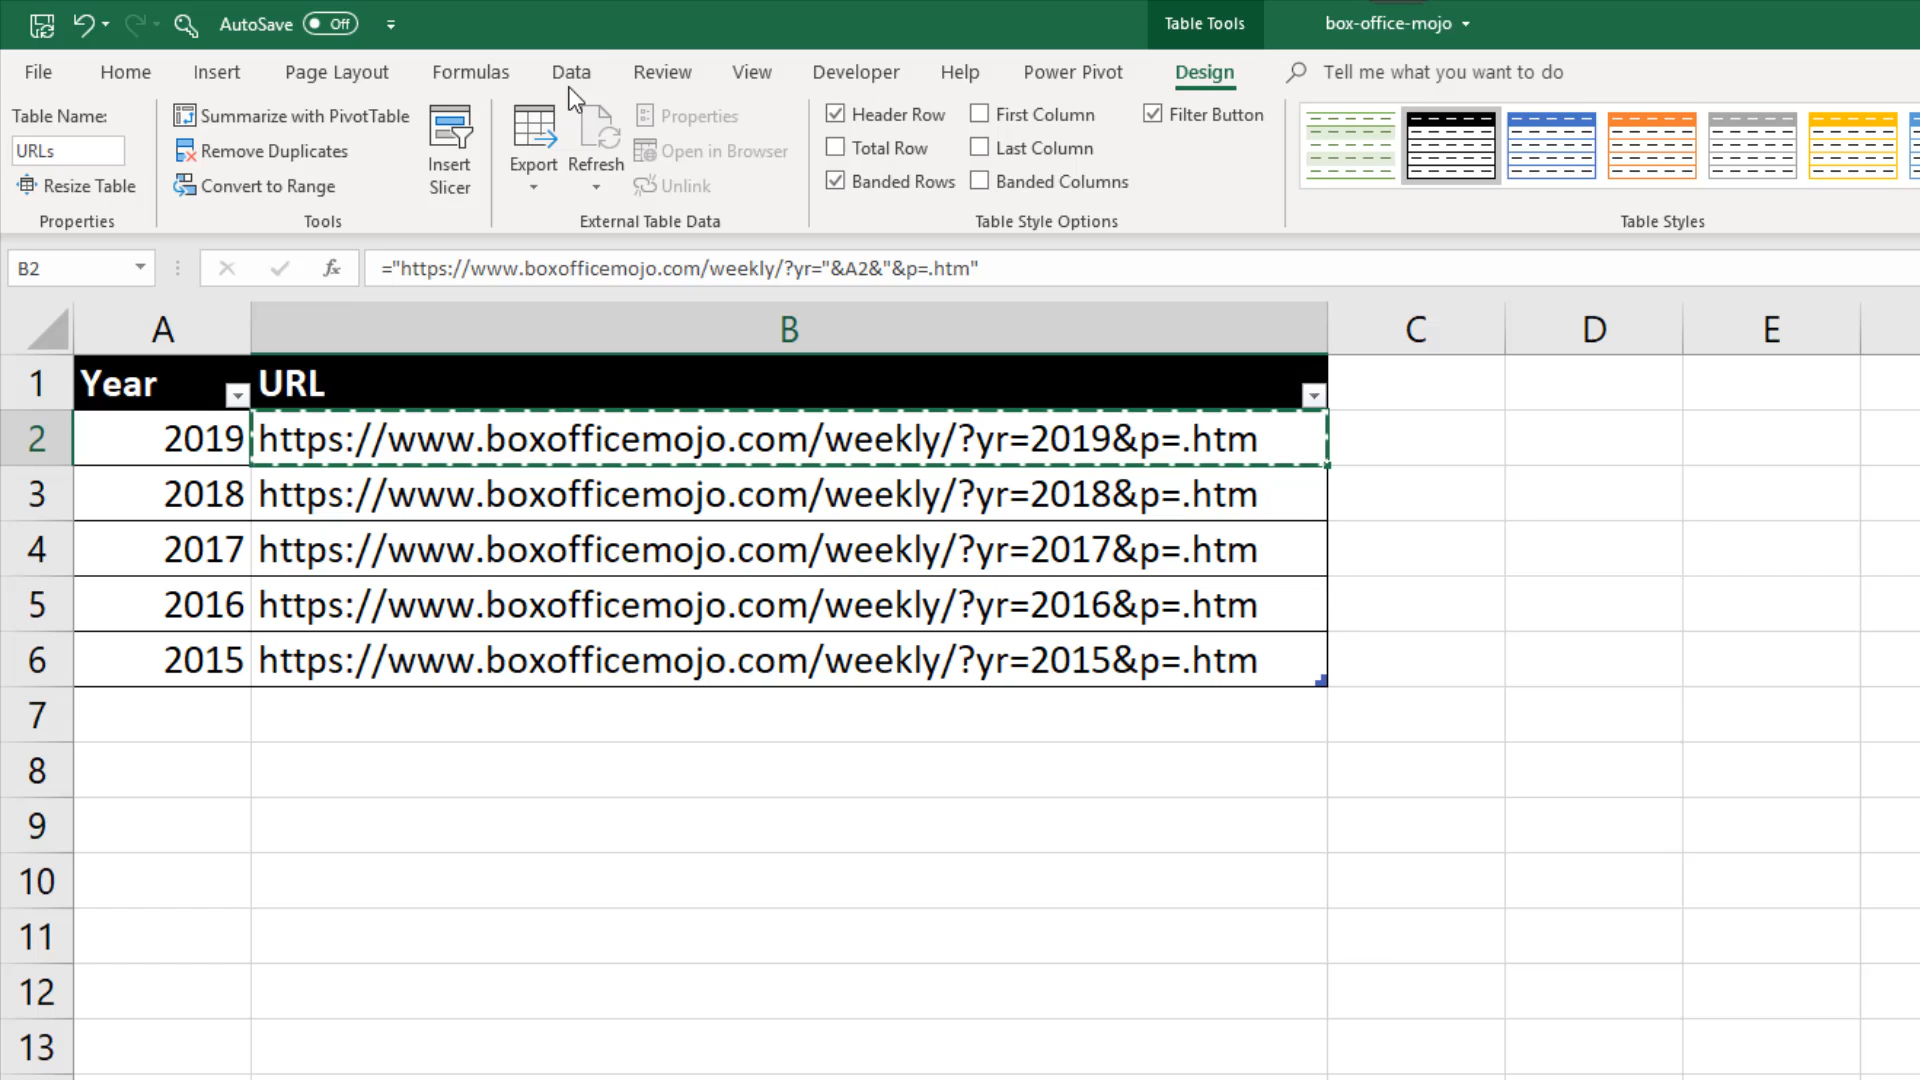 AutoSave Off Table Tools box-office-mojo
File Home Insert Page Layout Formulas Data Review View Developer Help Power Pivot Design Tell me what you want to do
Table Name:
URLs
Resize Table
Properties
Summarize with PivotTable
Remove Duplicates
Convert to Range
Tools
Insert
Slicer
Export
Refresh
Properties
Open in Browser
Unlink
External Table Data
Header Row First Column Filter Button
Total Row Last Column
Banded Rows Banded Columns
Table Style Options
Table Styles
B2 fx ="https://www.boxofficemojo.com/weekly/?yr="&A2&"&p=.htm"
A B C D E
1 Year URL
2 2019 https://www.boxofficemojo.com/weekly/?yr=2019&p=.htm
3 2018 https://www.boxofficemojo.com/weekly/?yr=2018&p=.htm
4 2017 https://www.boxofficemojo.com/weekly/?yr=2017&p=.htm
5 2016 https://www.boxofficemojo.com/weekly/?yr=2016&p=.htm
6 2015 https://www.boxofficemojo.com/weekly/?yr=2015&p=.htm
7
8
9
10
11
12
13